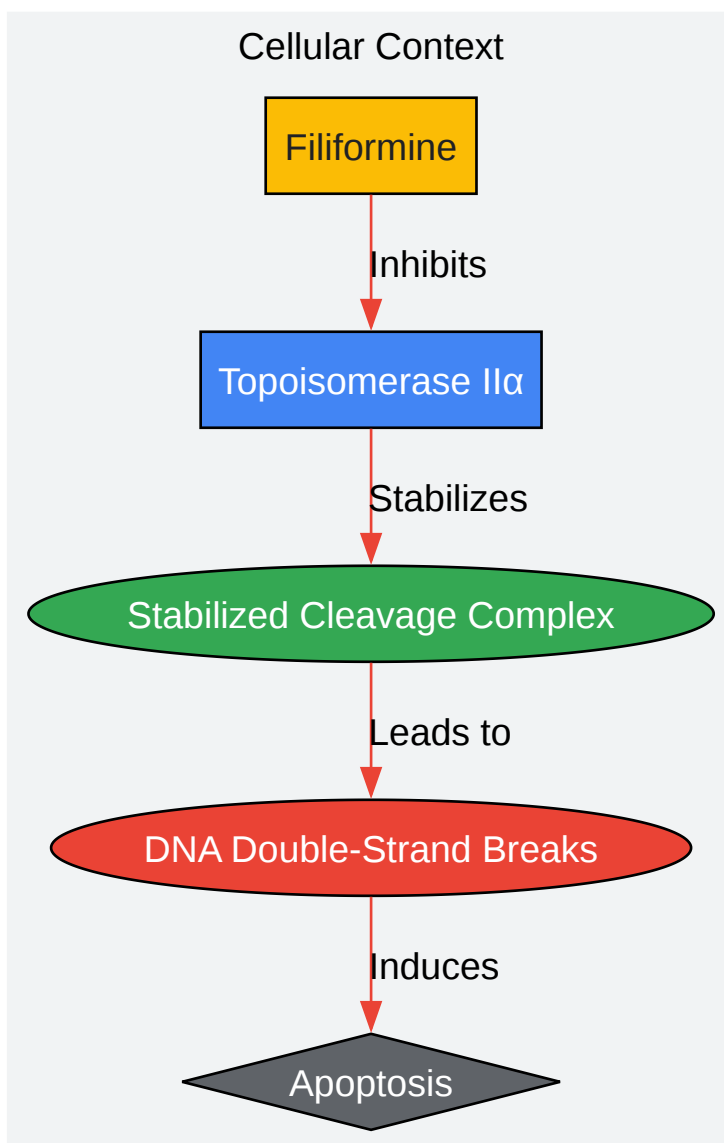 Cellular Context
Filiformine
Inhibits
Topoisomerase IIα
Stabilizes
Stabilized Cleavage Complex
Leads to
DNA Double-Strand Breaks
Induces
Apoptosis